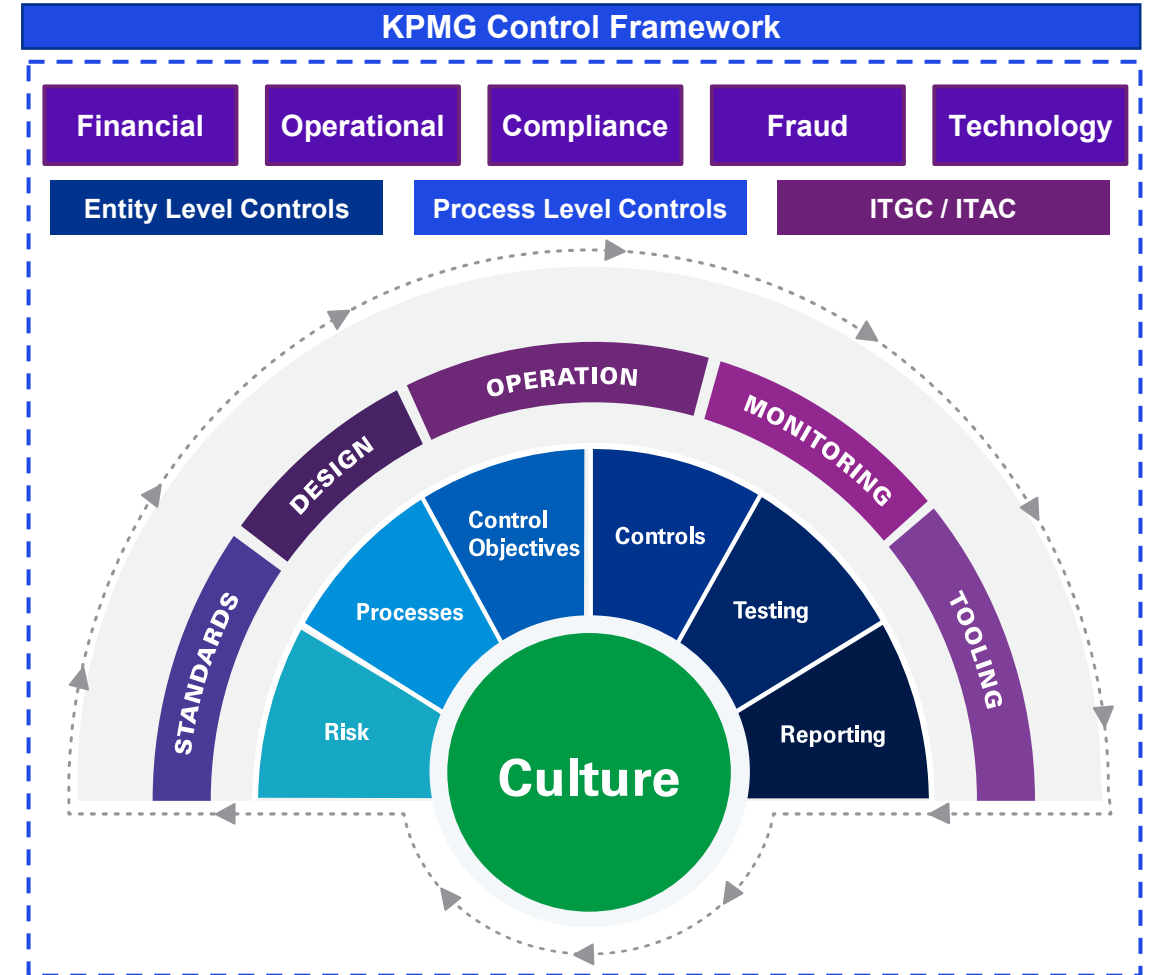 KPMG Control Framework
Financial
Operational
Compliance
Fraud
Technology
Entity Level Controls
Process Level Controls
ITGC / ITAC
STANDARDS
DESIGN
OPERATION
MONITORING
TOOLING
Risk
Processes
Control
Objectives
Controls
Testing
Reporting
Culture